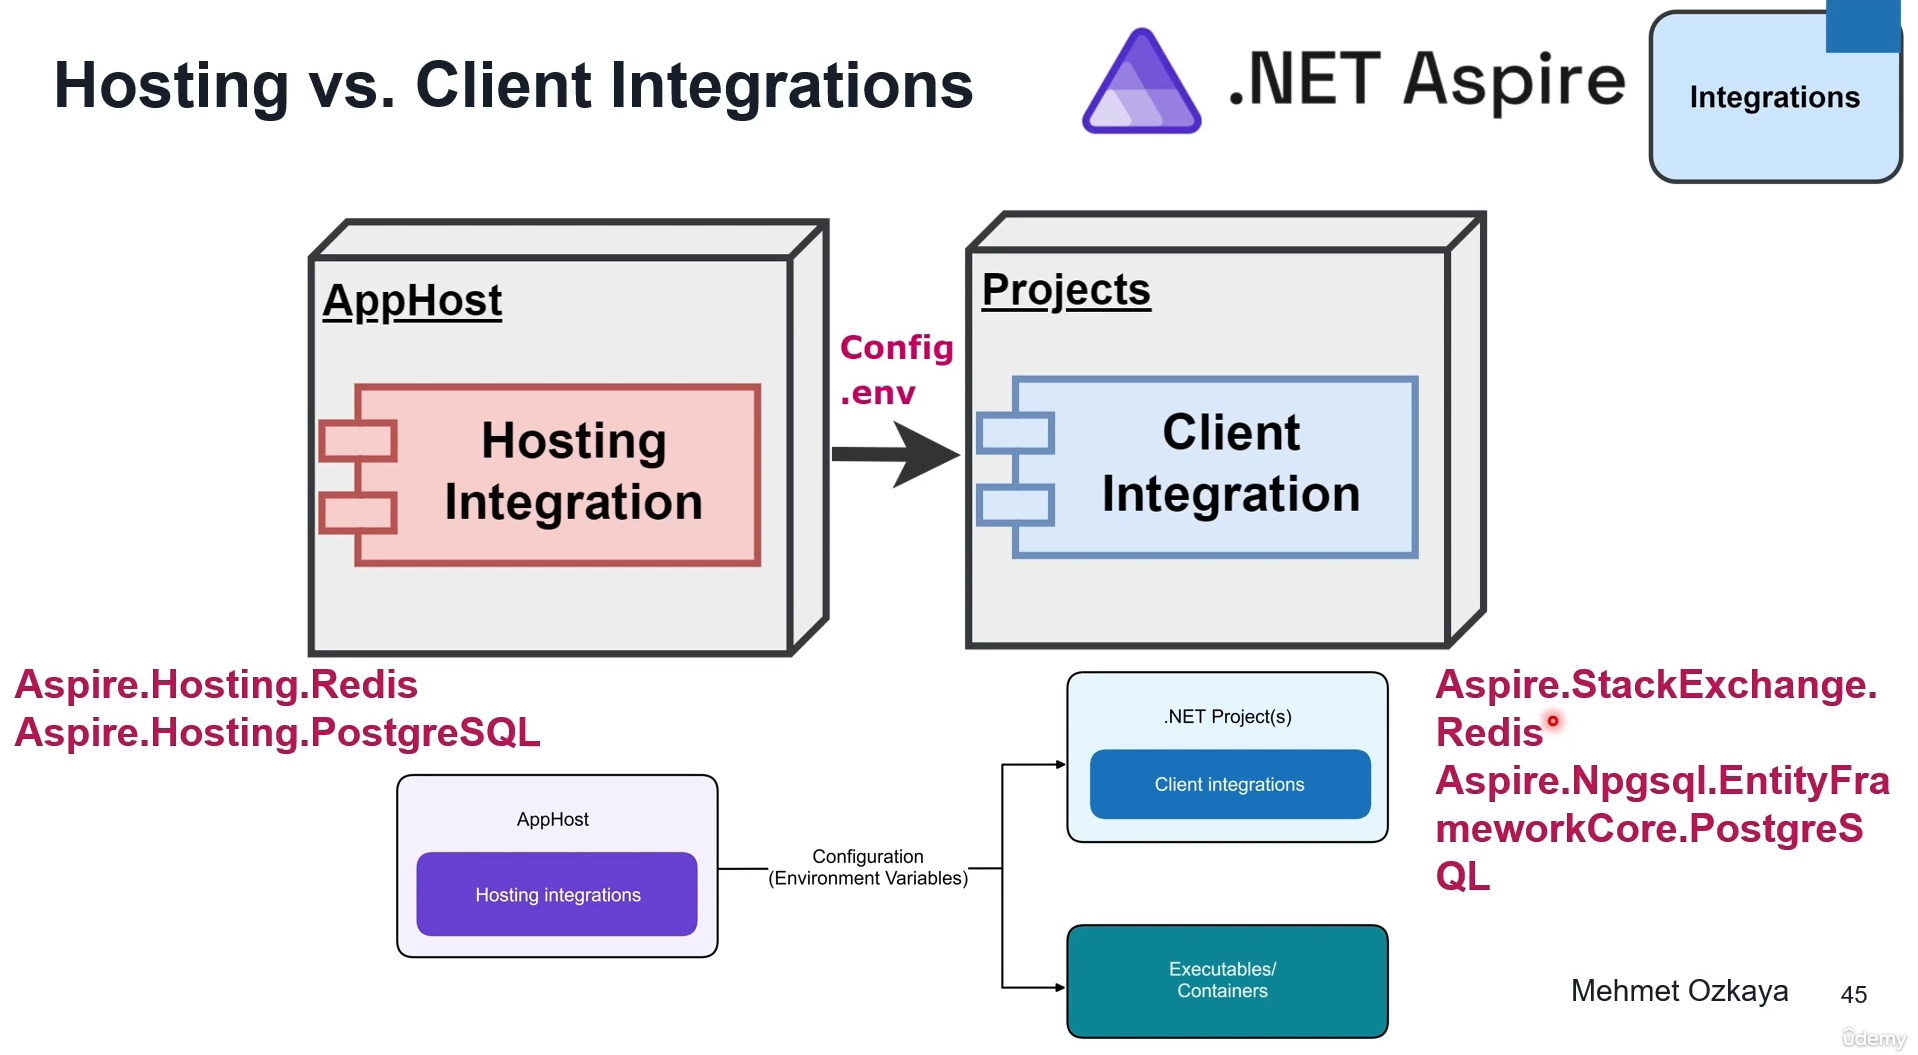 Hosting vs. Client Integrations
.NET Aspire
Integrations
AppHost
Hosting
Integration
Config
.env
Projects
Client
Integration
Aspire.Hosting.Redis
Aspire.Hosting.PostgreSQL
Aspire.StackExchange.
Redis
Aspire.Npgsql.EntityFra
meworkCore.PostgreS
QL
AppHost
Hosting integrations
Configuration
(Environment Variables)
.NET Project(s)
Client integrations
Executables/
Containers
Mehmet Ozkaya
45
ûdemy